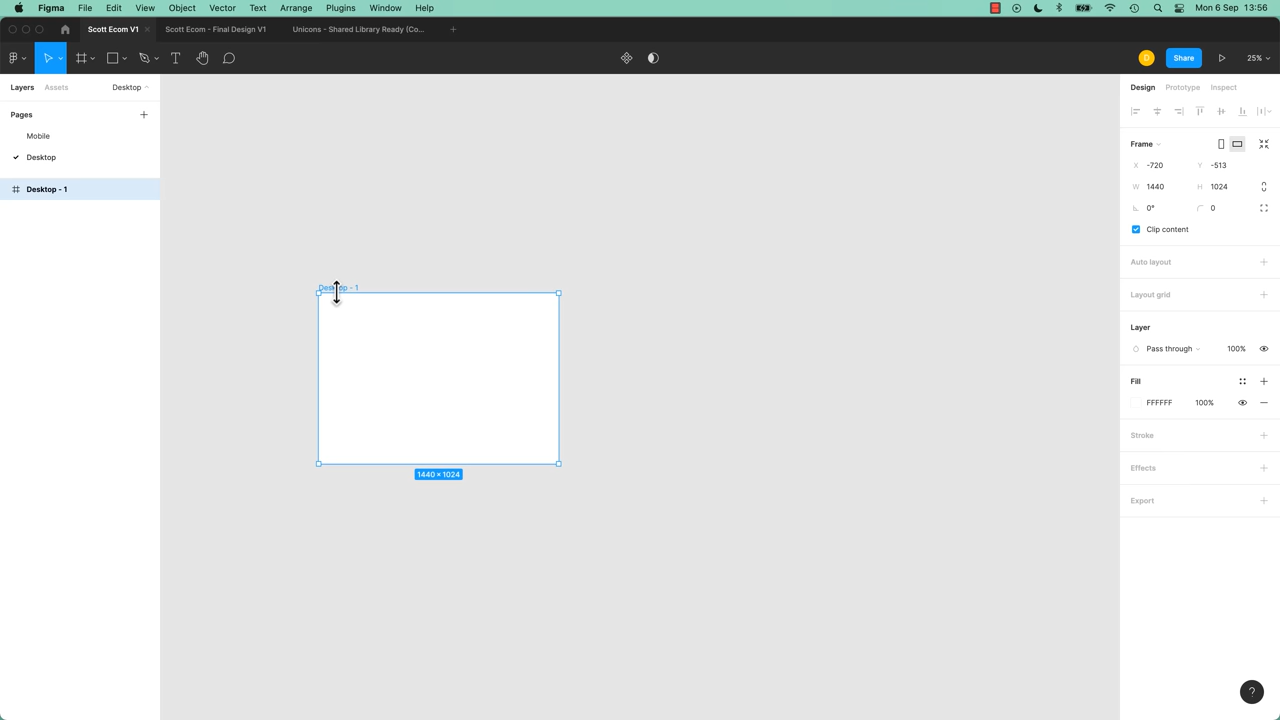 Figma File Edit View Object Vector Text Arrange Plugins Window Help Mon 6 Sep 13:56
Scott Ecom V1 Scott Ecom - Final Design V1 Unicons - Shared Library Ready (Co...
D Share 25%
Layers Assets Desktop
Design Prototype Inspect
Pages
Mobile
Desktop
Desktop - 1
Desktop - 1
1440 × 1024
Frame
X -720 Y -513
W 1440 H 1024
0° 0
Clip content
Auto layout
Layout grid
Layer
Pass through 100%
Fill
FFFFFF 100%
Stroke
Effects
Export
?